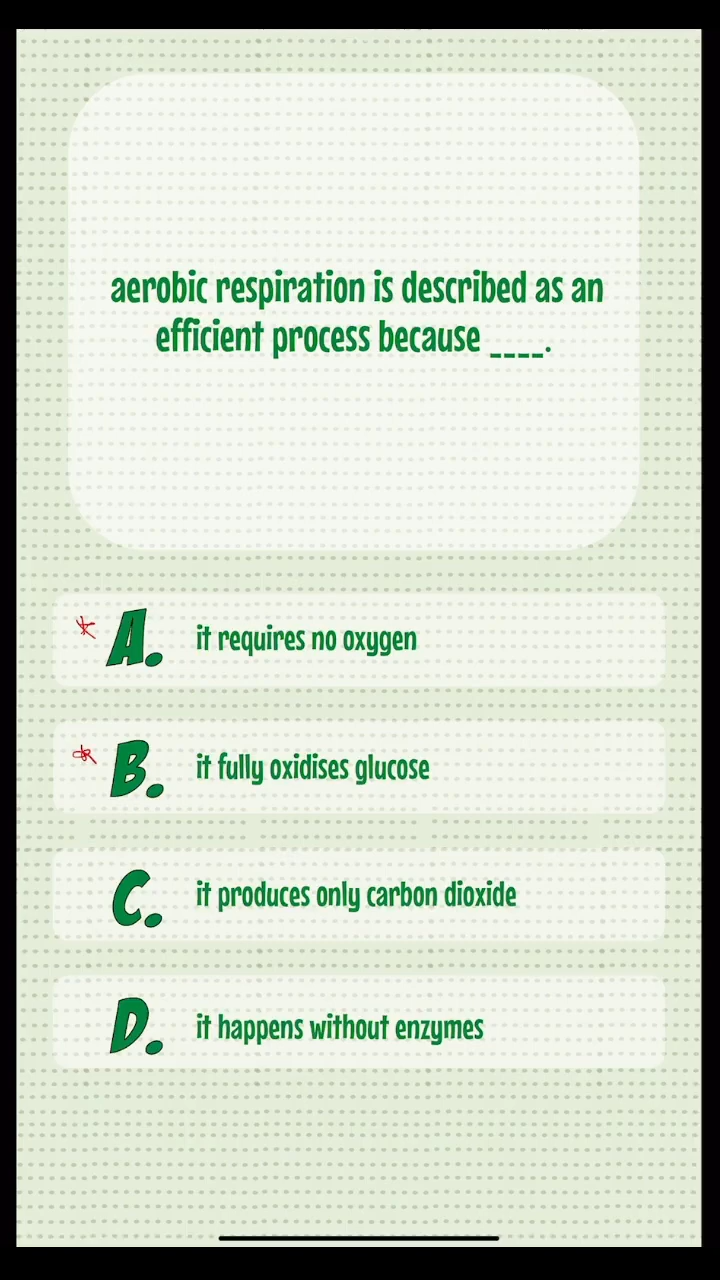 aerobic respiration is described as an
efficient process because ____.
A. it requires no oxygen
B. it fully oxidises glucose
C. it produces only carbon dioxide
D. it happens without enzymes